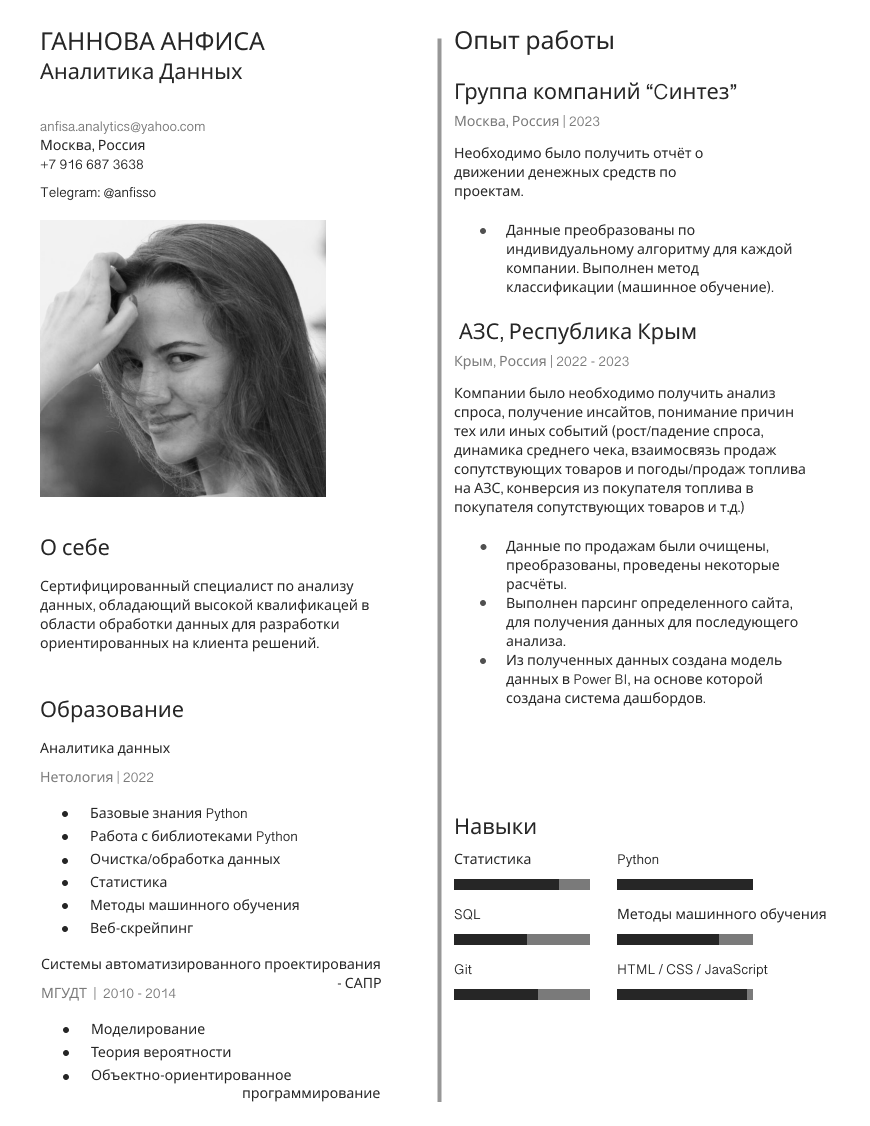 ГАННОВА АНФИСА
Аналитика Данных
anfisa.analytics@yahoo.com
Москва, Россия
+7 916 687 3638
Telegram: @anfisso
О себе
Сертифицированный специалист по анализу
данных, обладающий высокой квалификацей в
области обработки данных для разработки
ориентированных на клиента решений.
Образование
Аналитика данных
Нетология | 2022
● Базовые знания Python
● Работа с библиотеками Python
● Очистка/обработка данных
● Статистика
● Методы машинного обучения
● Веб-скрейпинг
Системы автоматизированного проектирования
- САПР
МГУДТ | 2010 - 2014
● Моделирование
● Теория вероятности
● Объектно-ориентированное
программирование
Опыт работы
Группа компаний “Синтез”
Москва, Россия | 2023
Необходимо было получить отчёт о
движении денежных средств по
проектам.
● Данные преобразованы по
индивидуальному алгоритму для каждой
компании. Выполнен метод
классификации (машинное обучение).
АЗС, Республика Крым
Крым, Россия | 2022 - 2023
Компании было необходимо получить анализ
спроса, получение инсайтов, понимание причин
тех или иных событий (рост/падение спроса,
динамика среднего чека, взаимосвязь продаж
сопутствующих товаров и погоды/продаж топлива
на АЗС, конверсия из покупателя топлива в
покупателя сопутствующих товаров и т.д.)
● Данные по продажам были очищены,
преобразованы, проведены некоторые
расчёты.
● Выполнен парсинг определенного сайта,
для получения данных для последующего
анализа.
● Из полученных данных создана модель
данных в Power BI, на основе которой
создана система дашбордов.
Навыки
Статистика
Python
SQL
Методы машинного обучения
Git
HTML / CSS / JavaScript